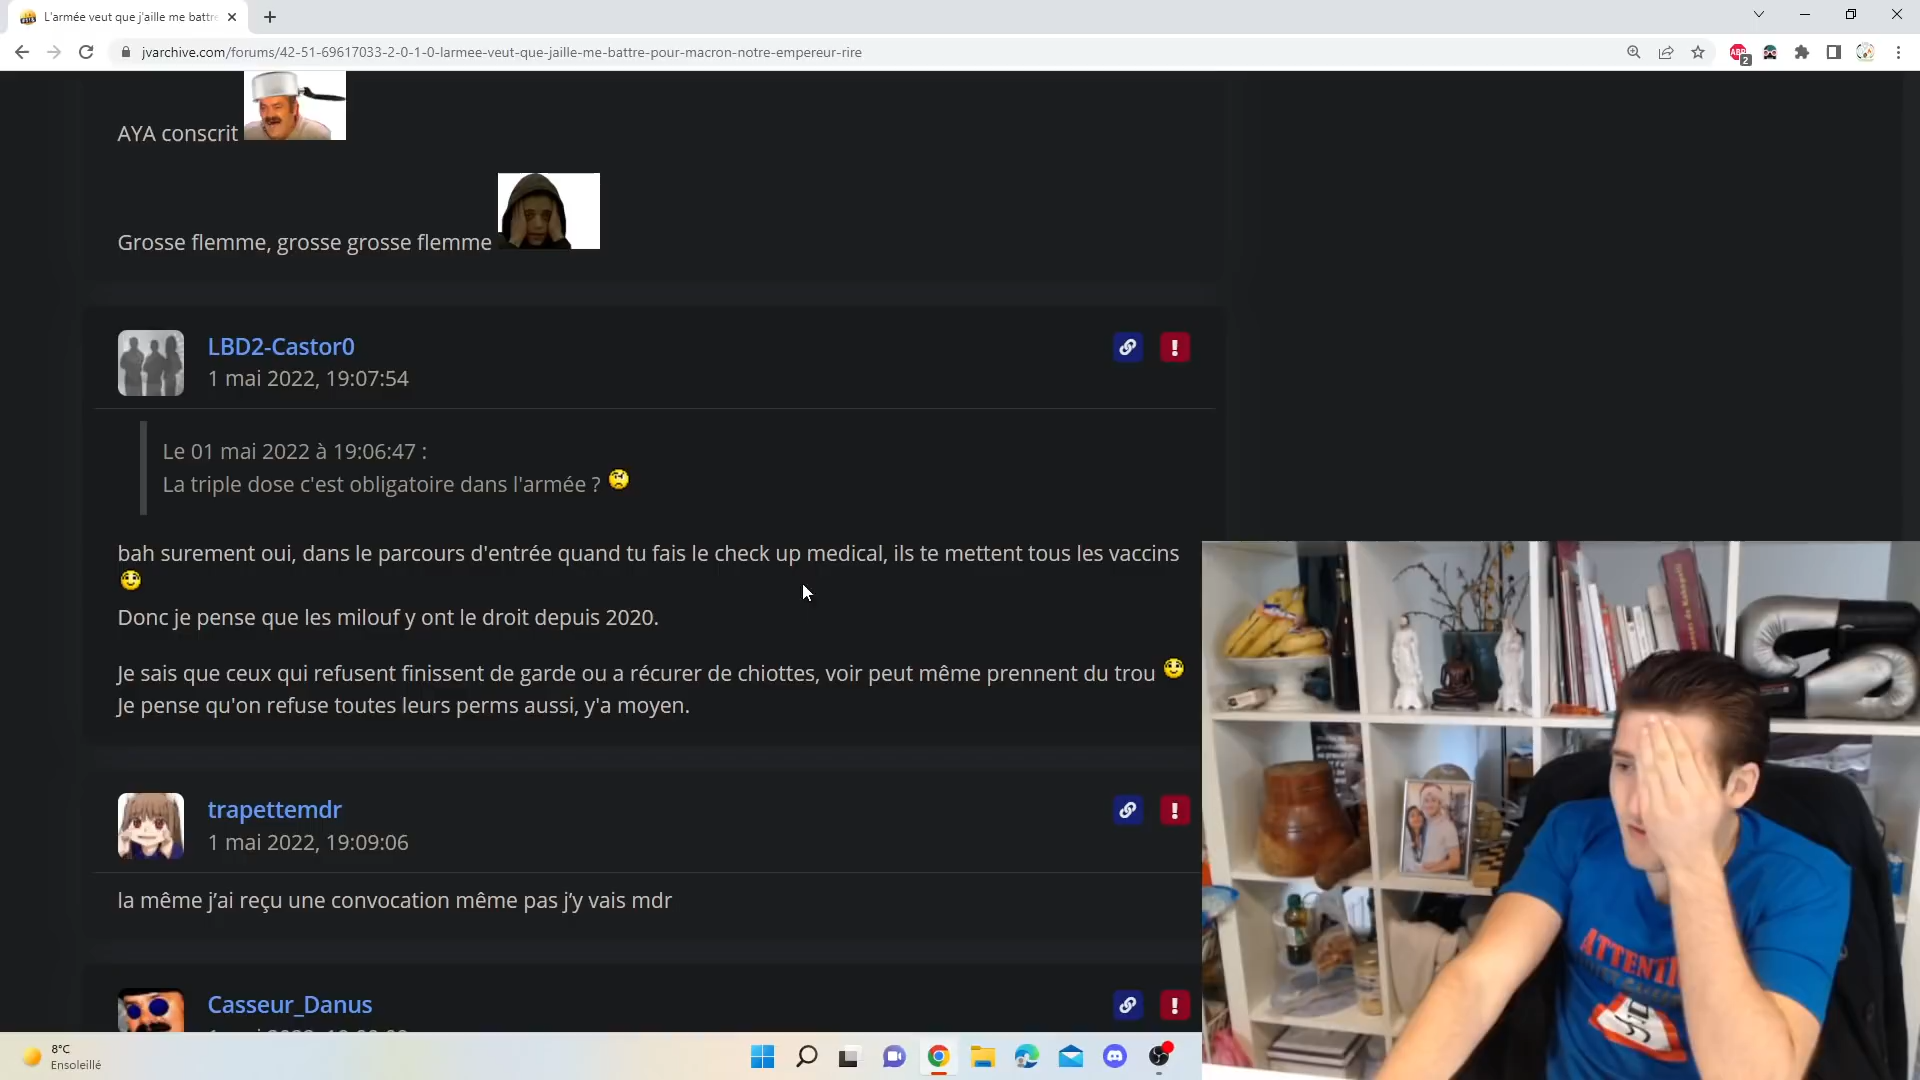 L'armée veut que j'aille me battre
jvarchive.com/forums/42-51-69617033-2-0-1-0-larmee-veut-que-jaille-me-battre-pour-macron-notre-empereur-rire
ABP
2
AYA conscrit
Grosse flemme, grosse grosse flemme
LBD2-Castor0
1 mai 2022, 19:07:54
Le 01 mai 2022 à 19:06:47 :
La triple dose c'est obligatoire dans l'armée ?
bah surement oui, dans le parcours d'entrée quand tu fais le check up medical, ils te mettent tous les vaccins
Donc je pense que les milouf y ont le droit depuis 2020.
Je sais que ceux qui refusent finissent de garde ou a récurer de chiottes, voir peut même prennent du trou
Je pense qu'on refuse toutes leurs perms aussi, y'a moyen.
trapettemdr
1 mai 2022, 19:09:06
la même j’ai reçu une convocation même pas j’y vais mdr
Casseur_Danus
ATTENTI
8°C
Ensoleillé